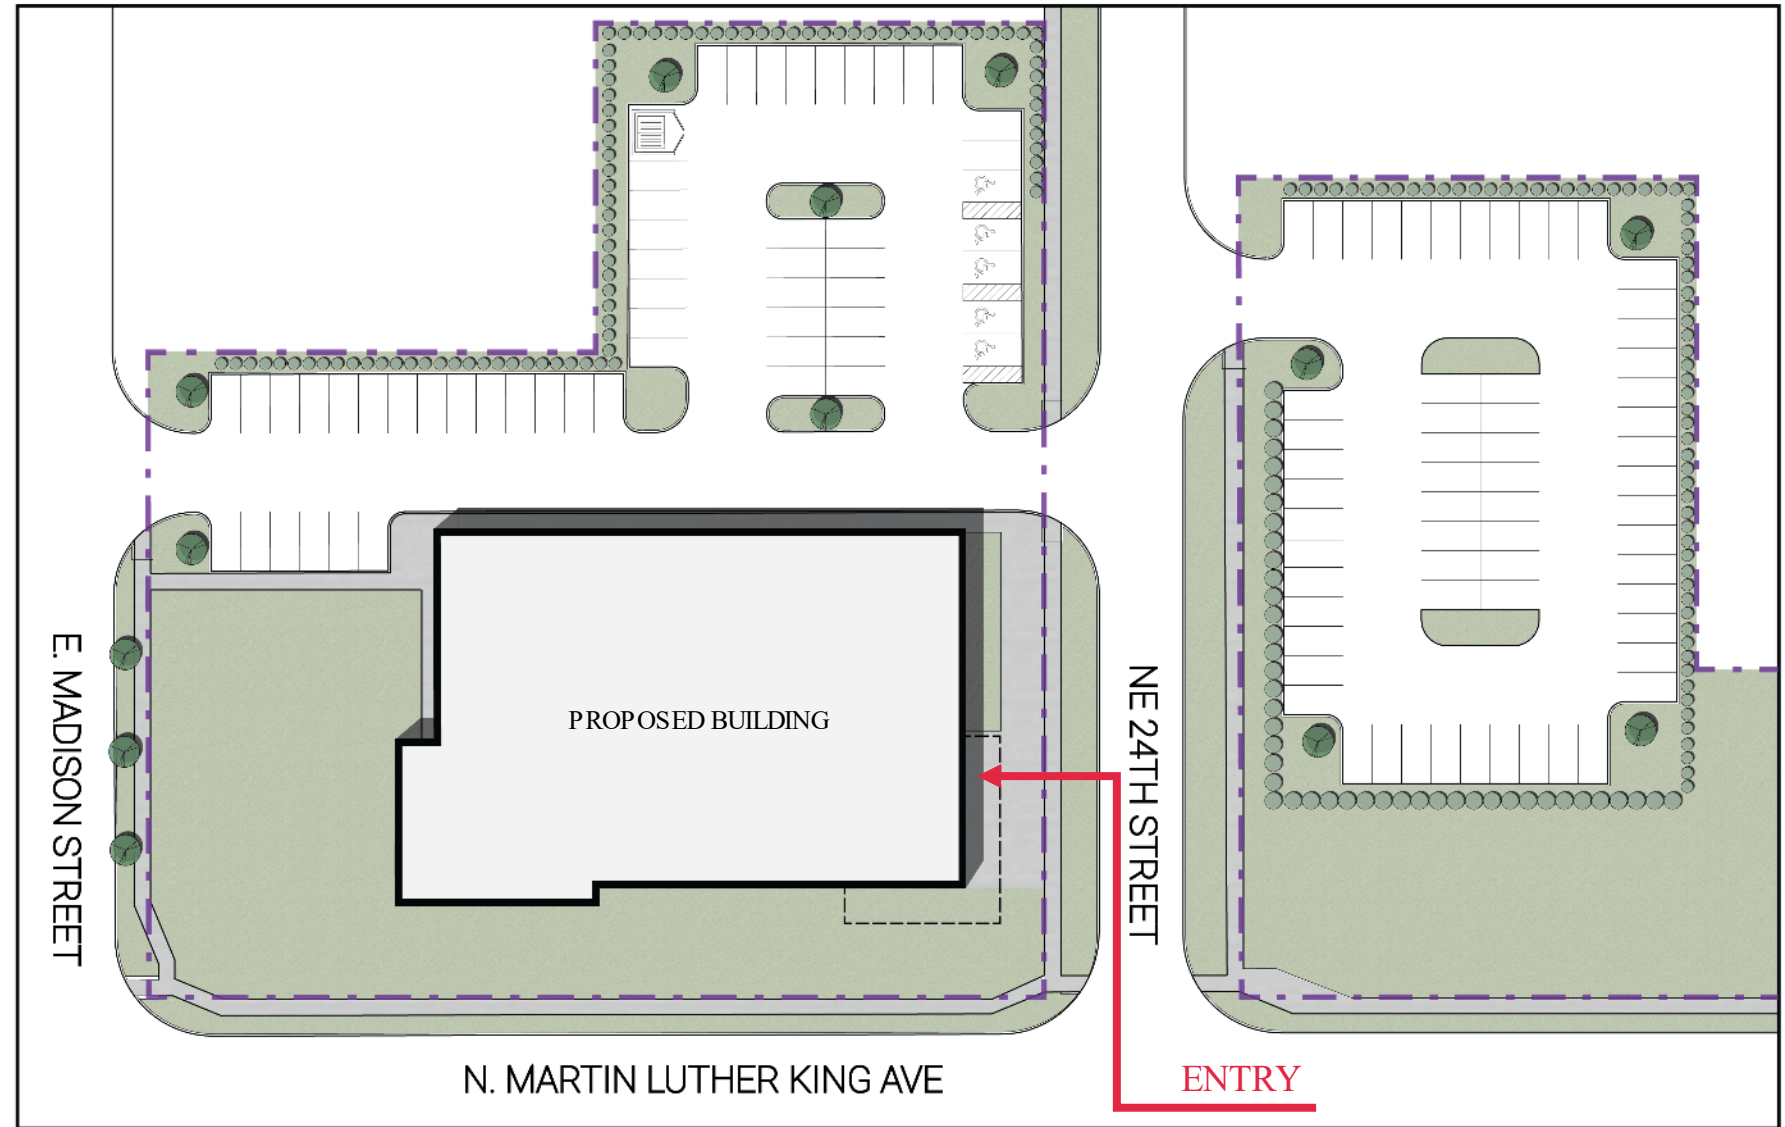 E. MADISON STREET
PROPOSED BUILDING
NE 24TH STREET
N. MARTIN LUTHER KING AVE
ENTRY